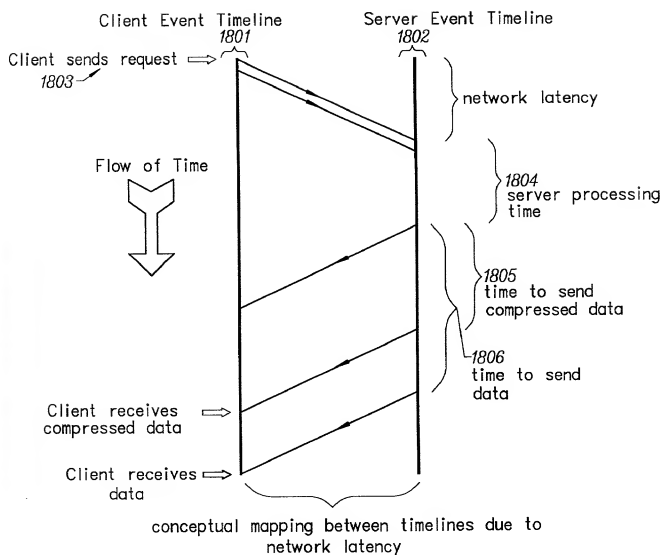 Client Event Timeline
Server Event Timeline
1801
1802
Client sends request
1803
network latency
Flow of Time
1804
server processing
time
1805
time to send
compressed data
1806
time to send
data
Client receives
compressed data
Client receives
data
conceptual mapping between timelines due to
network latency